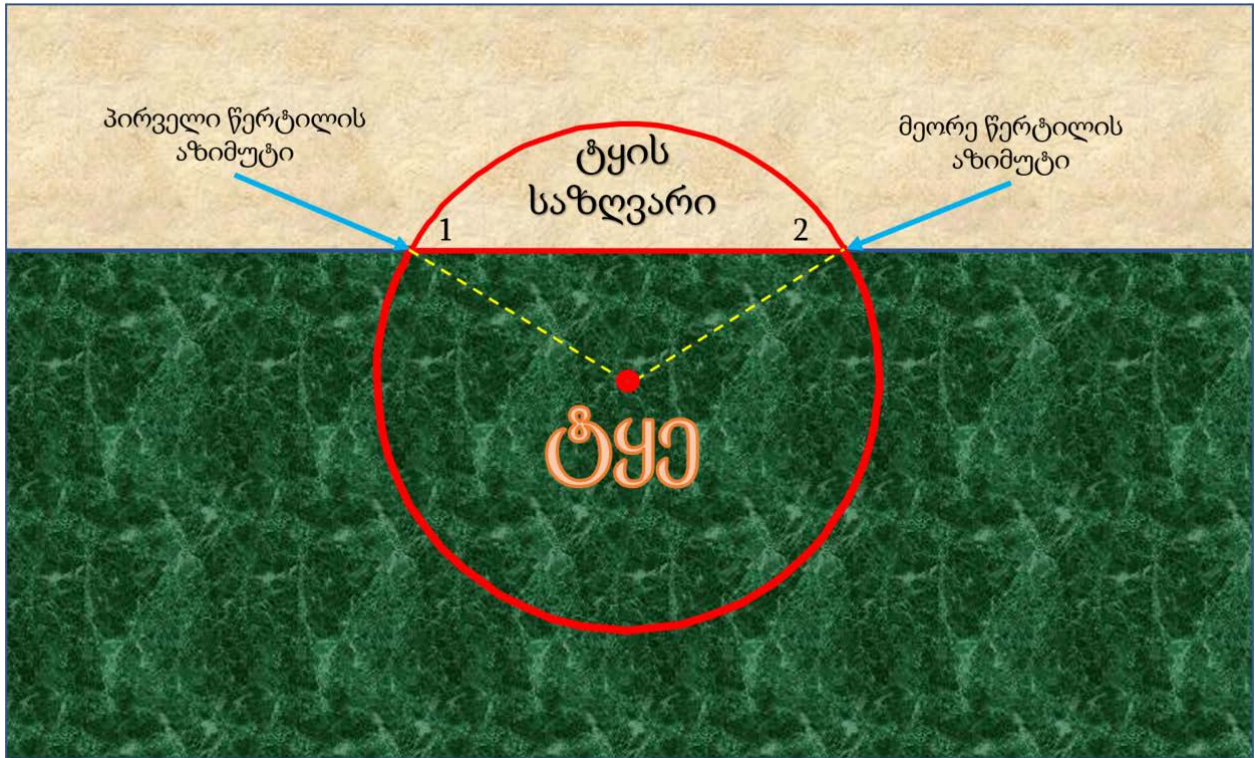 პირველი წერტილის
აზიმუტი
ტყის
საზღვარი
მეორე წერტილის
აზიმუტი
1
2
ტყე